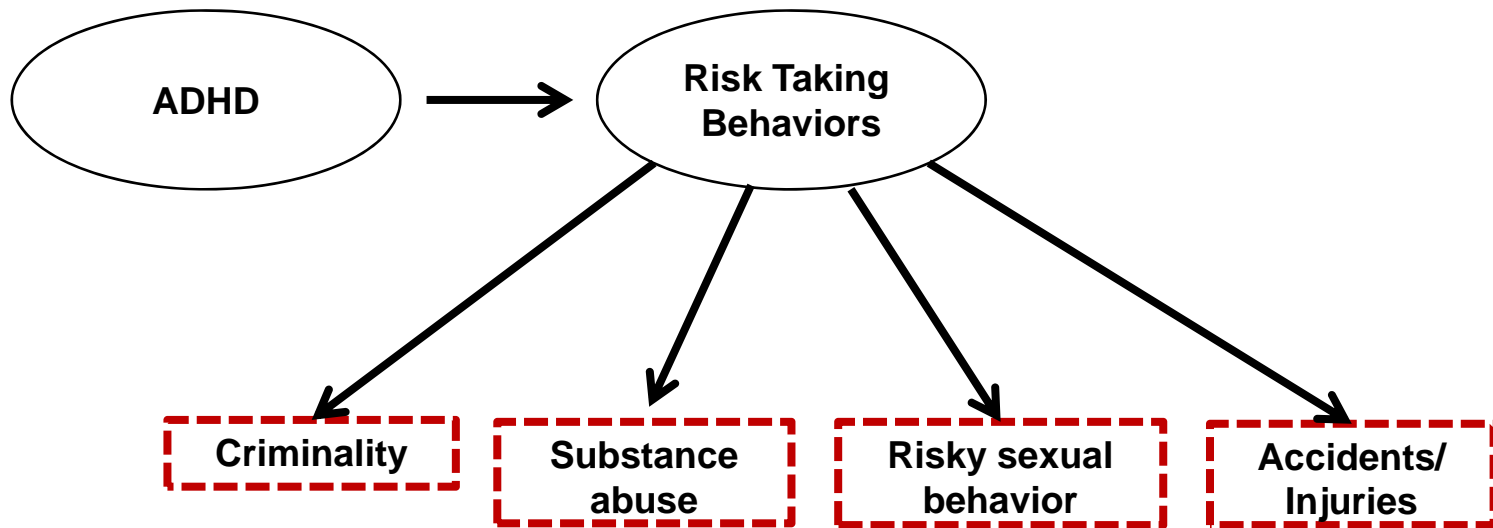 ADHD
Risk Taking
Behaviors
Criminality
Substance
abuse
Risky sexual
behavior
Accidents/
Injuries